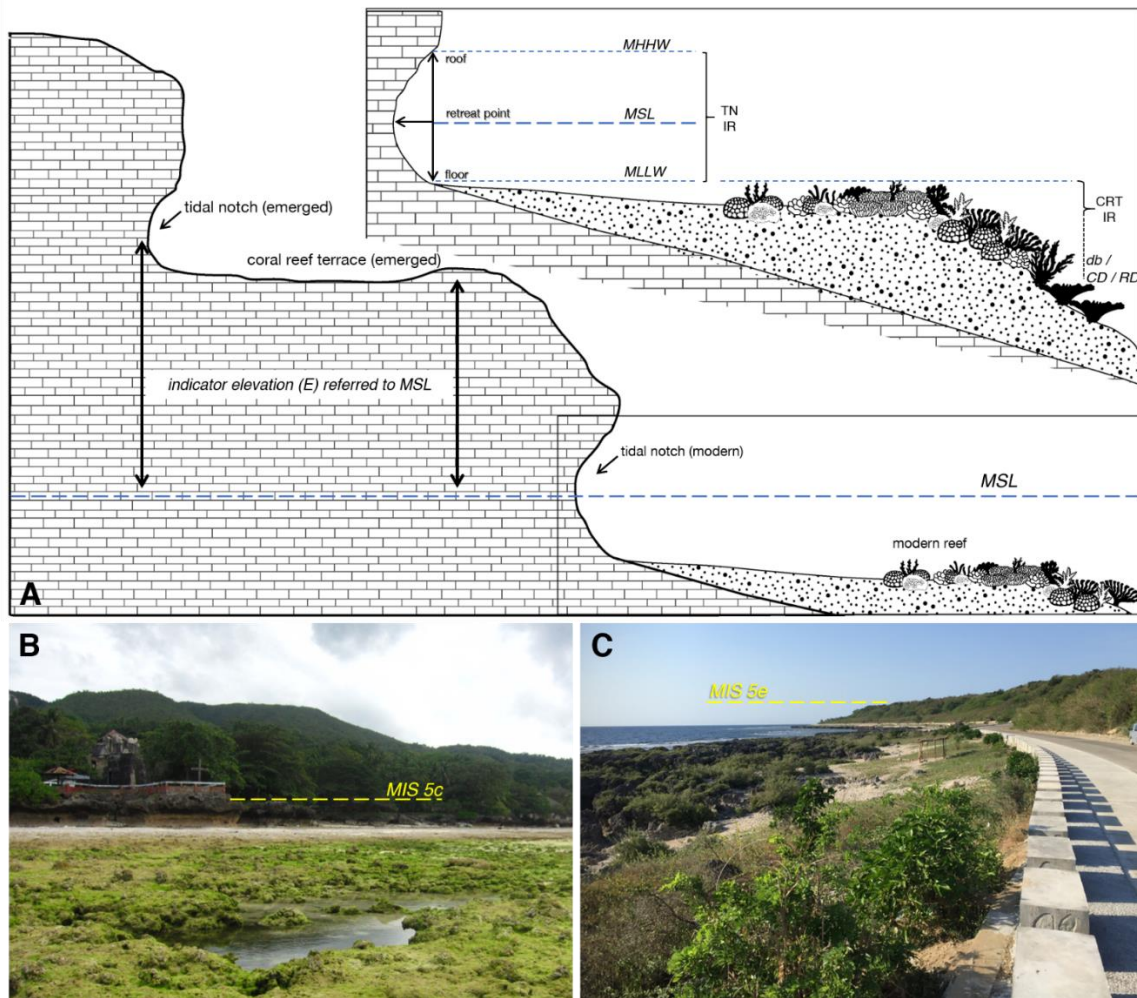 MHHW
roof
retreat point
MSL
TN
IR
floor
MLLW
tidal notch (emerged)
coral reef terrace (emerged)
CRT
IR
db /
CD / RD
indicator elevation (E) referred to MSL
tidal notch (modern)
MSL
modern reef
A
B
MIS 5c
C
MIS 5e